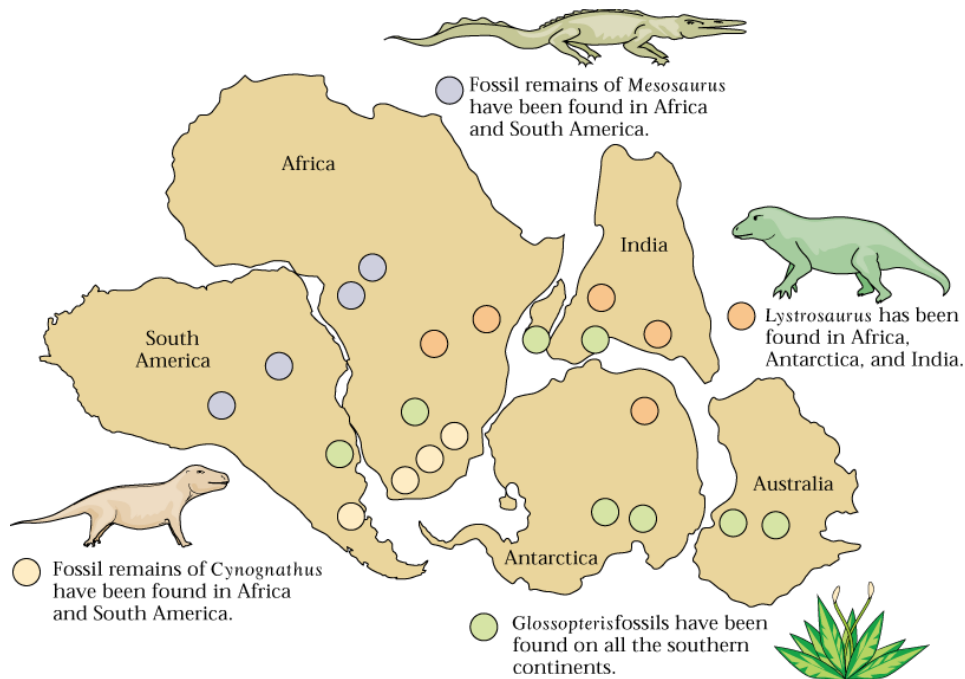 Fossil remains of Mesosaurus
have been found in Africa
and South America.
Africa
India
Lystrosaurus has been
found in Africa,
Antarctica, and India.
South
America
Australia
Antarctica
Fossil remains of Cynognathus
have been found in Africa
and South America.
Glossopterisfossils have been
found on all the southern
continents.